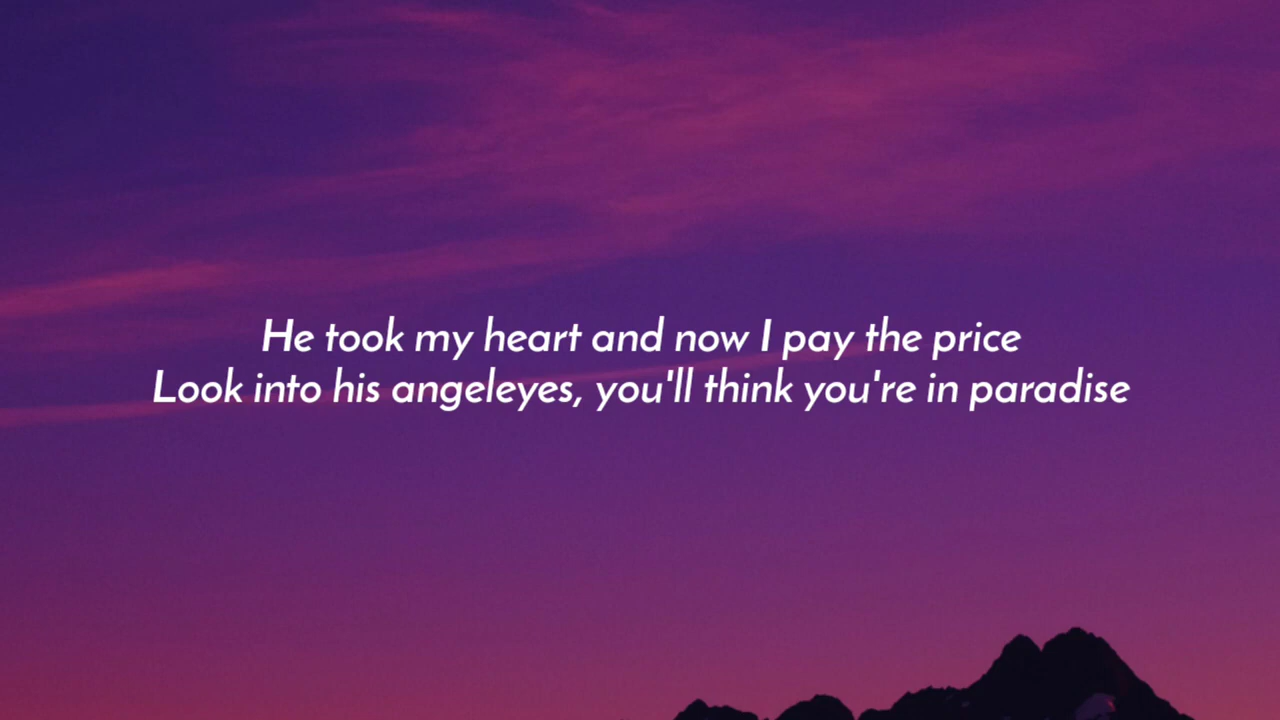 He took my heart and now I pay the price
Look into his angeleyes, you'll think you're in paradise